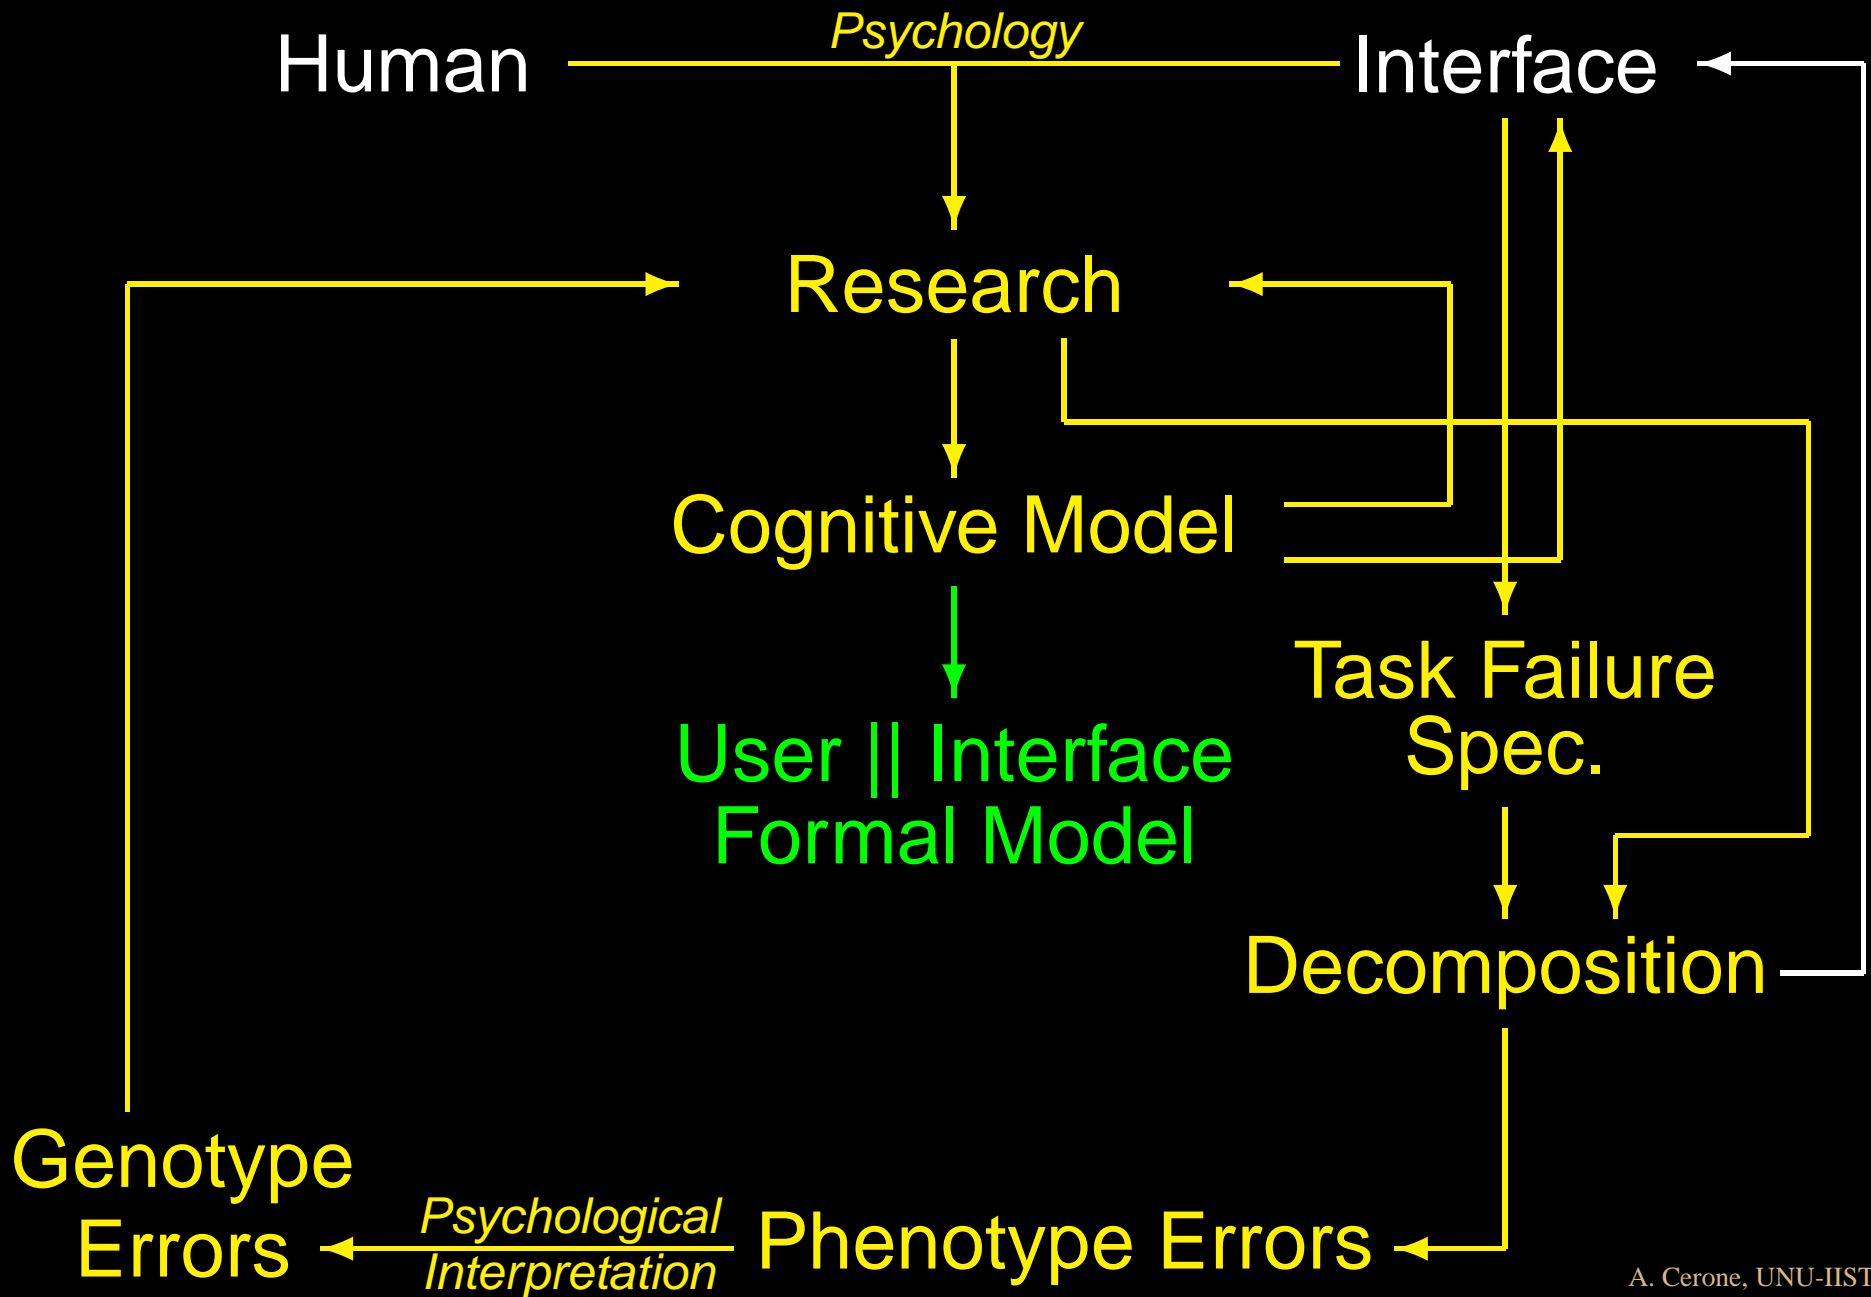 Psychology
Human
Interface
Research
Cognitive Model
Task Failure
Spec.
User || Interface
Formal Model
Decomposition
Genotype
Errors
Psychological
Interpretation
Phenotype Errors
A. Cerone, UNU-IIST